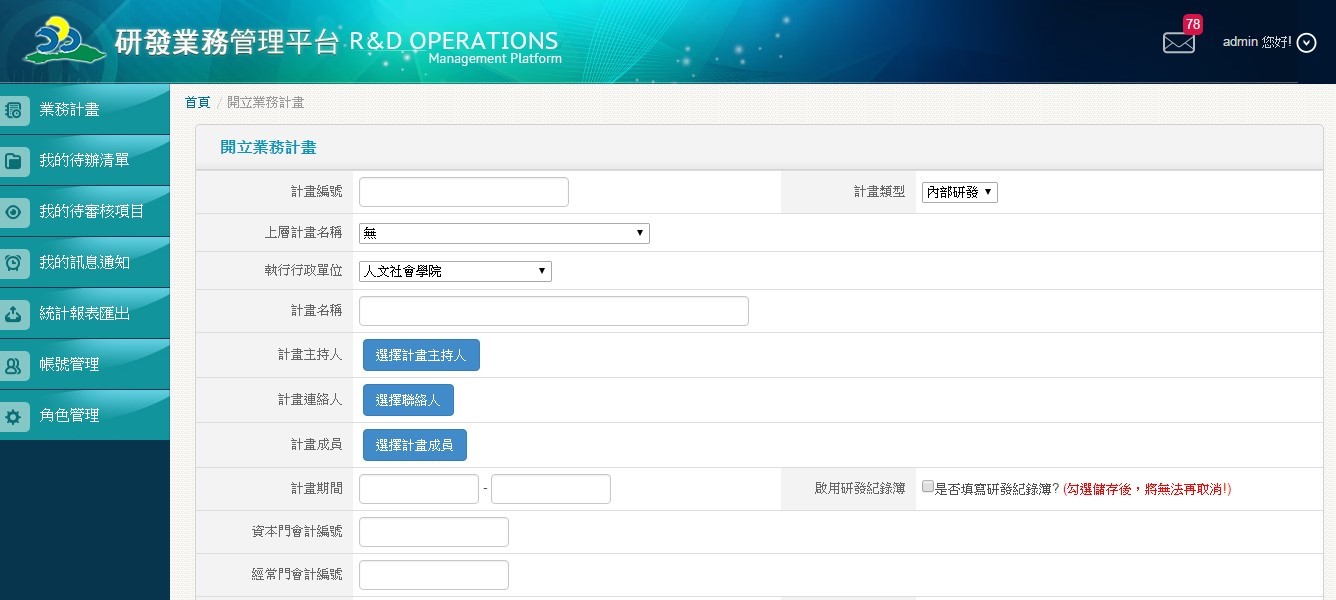 研發業務管理平台 R&D OPERATIONS
Management Platform
78
admin 您好!
業務計畫
我的待辦清單
我的待審核項目
我的訊息通知
統計報表匯出
帳號管理
角色管理
首頁 / 開立業務計畫
開立業務計畫
計畫編號
計畫類型 內部研發
上層計畫名稱 無
執行行政單位 人文社會學院
計畫名稱
計畫主持人 選擇計畫主持人
計畫連絡人 選擇聯絡人
計畫成員 選擇計畫成員
計畫期間 -
啟用研發紀錄簿 是否填寫研發紀錄簿? (勾選儲存後，將無法再取消!)
資本門會計編號
經常門會計編號